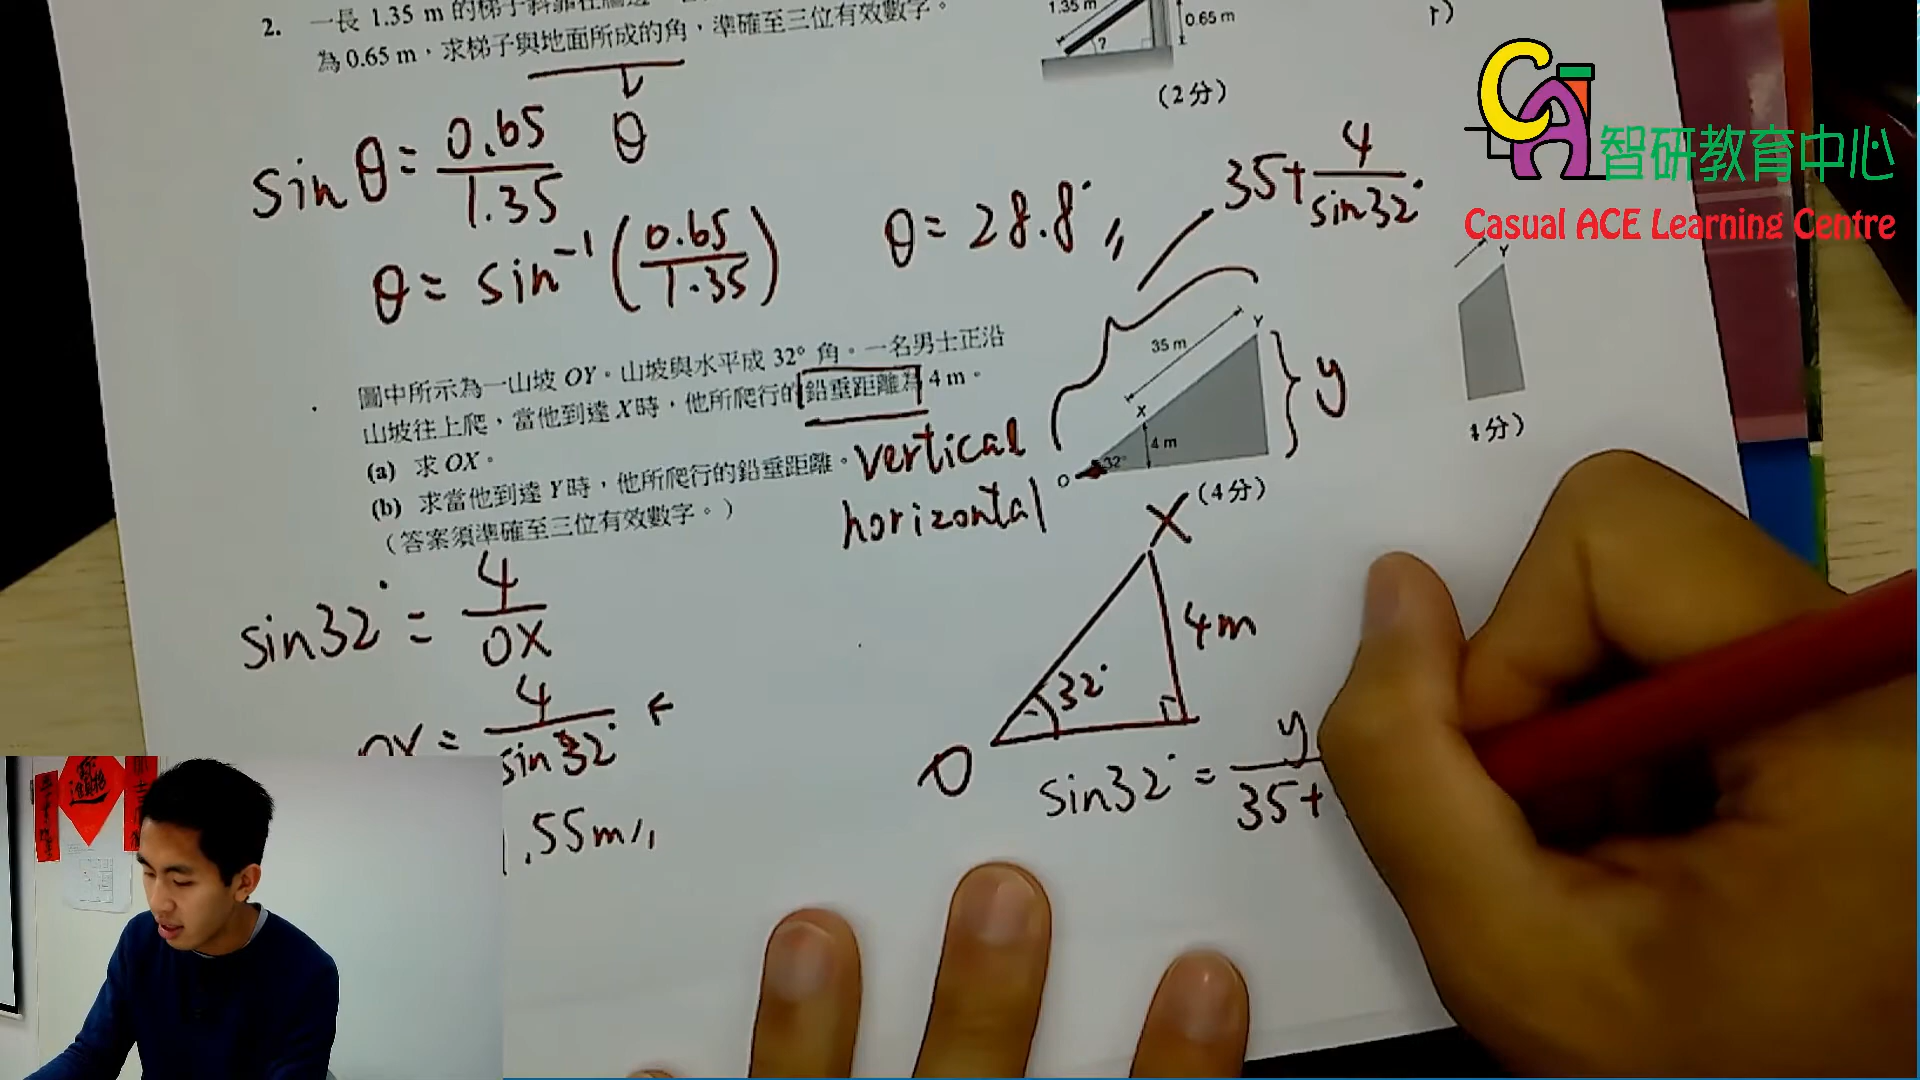 2. 一長 1.35 m 的梯子斜靠在牆邊
為 0.65 m，求梯子與地面所成的角，準確至三位有效數字。
1.35 m
0.65 m
?
(2分)
θ
sin θ = 0.65/1.35
θ = sin⁻¹(0.65/1.35)
θ = 28.8° //
35 + 4/sin32°
智研教育中心
Casual ACE Learning Centre
圖中所示為一山坡 OY。山坡與水平成 32° 角。一名男士正沿
山坡往上爬，當他到達 X 時，他所爬行的鉛垂距離為 4 m。
(a) 求 OX。
(b) 求當他到達 Y 時，他所爬行的鉛垂距離。
（答案須準確至三位有效數字。）
vertical
horizontal
35 m
Y
X
4 m
32°
O
y
(4分)
Y
分)
sin32° = 4/OX
OX = 4/sin32° ←
.55m //
X
4m
32°
O
sin32° = y/35+